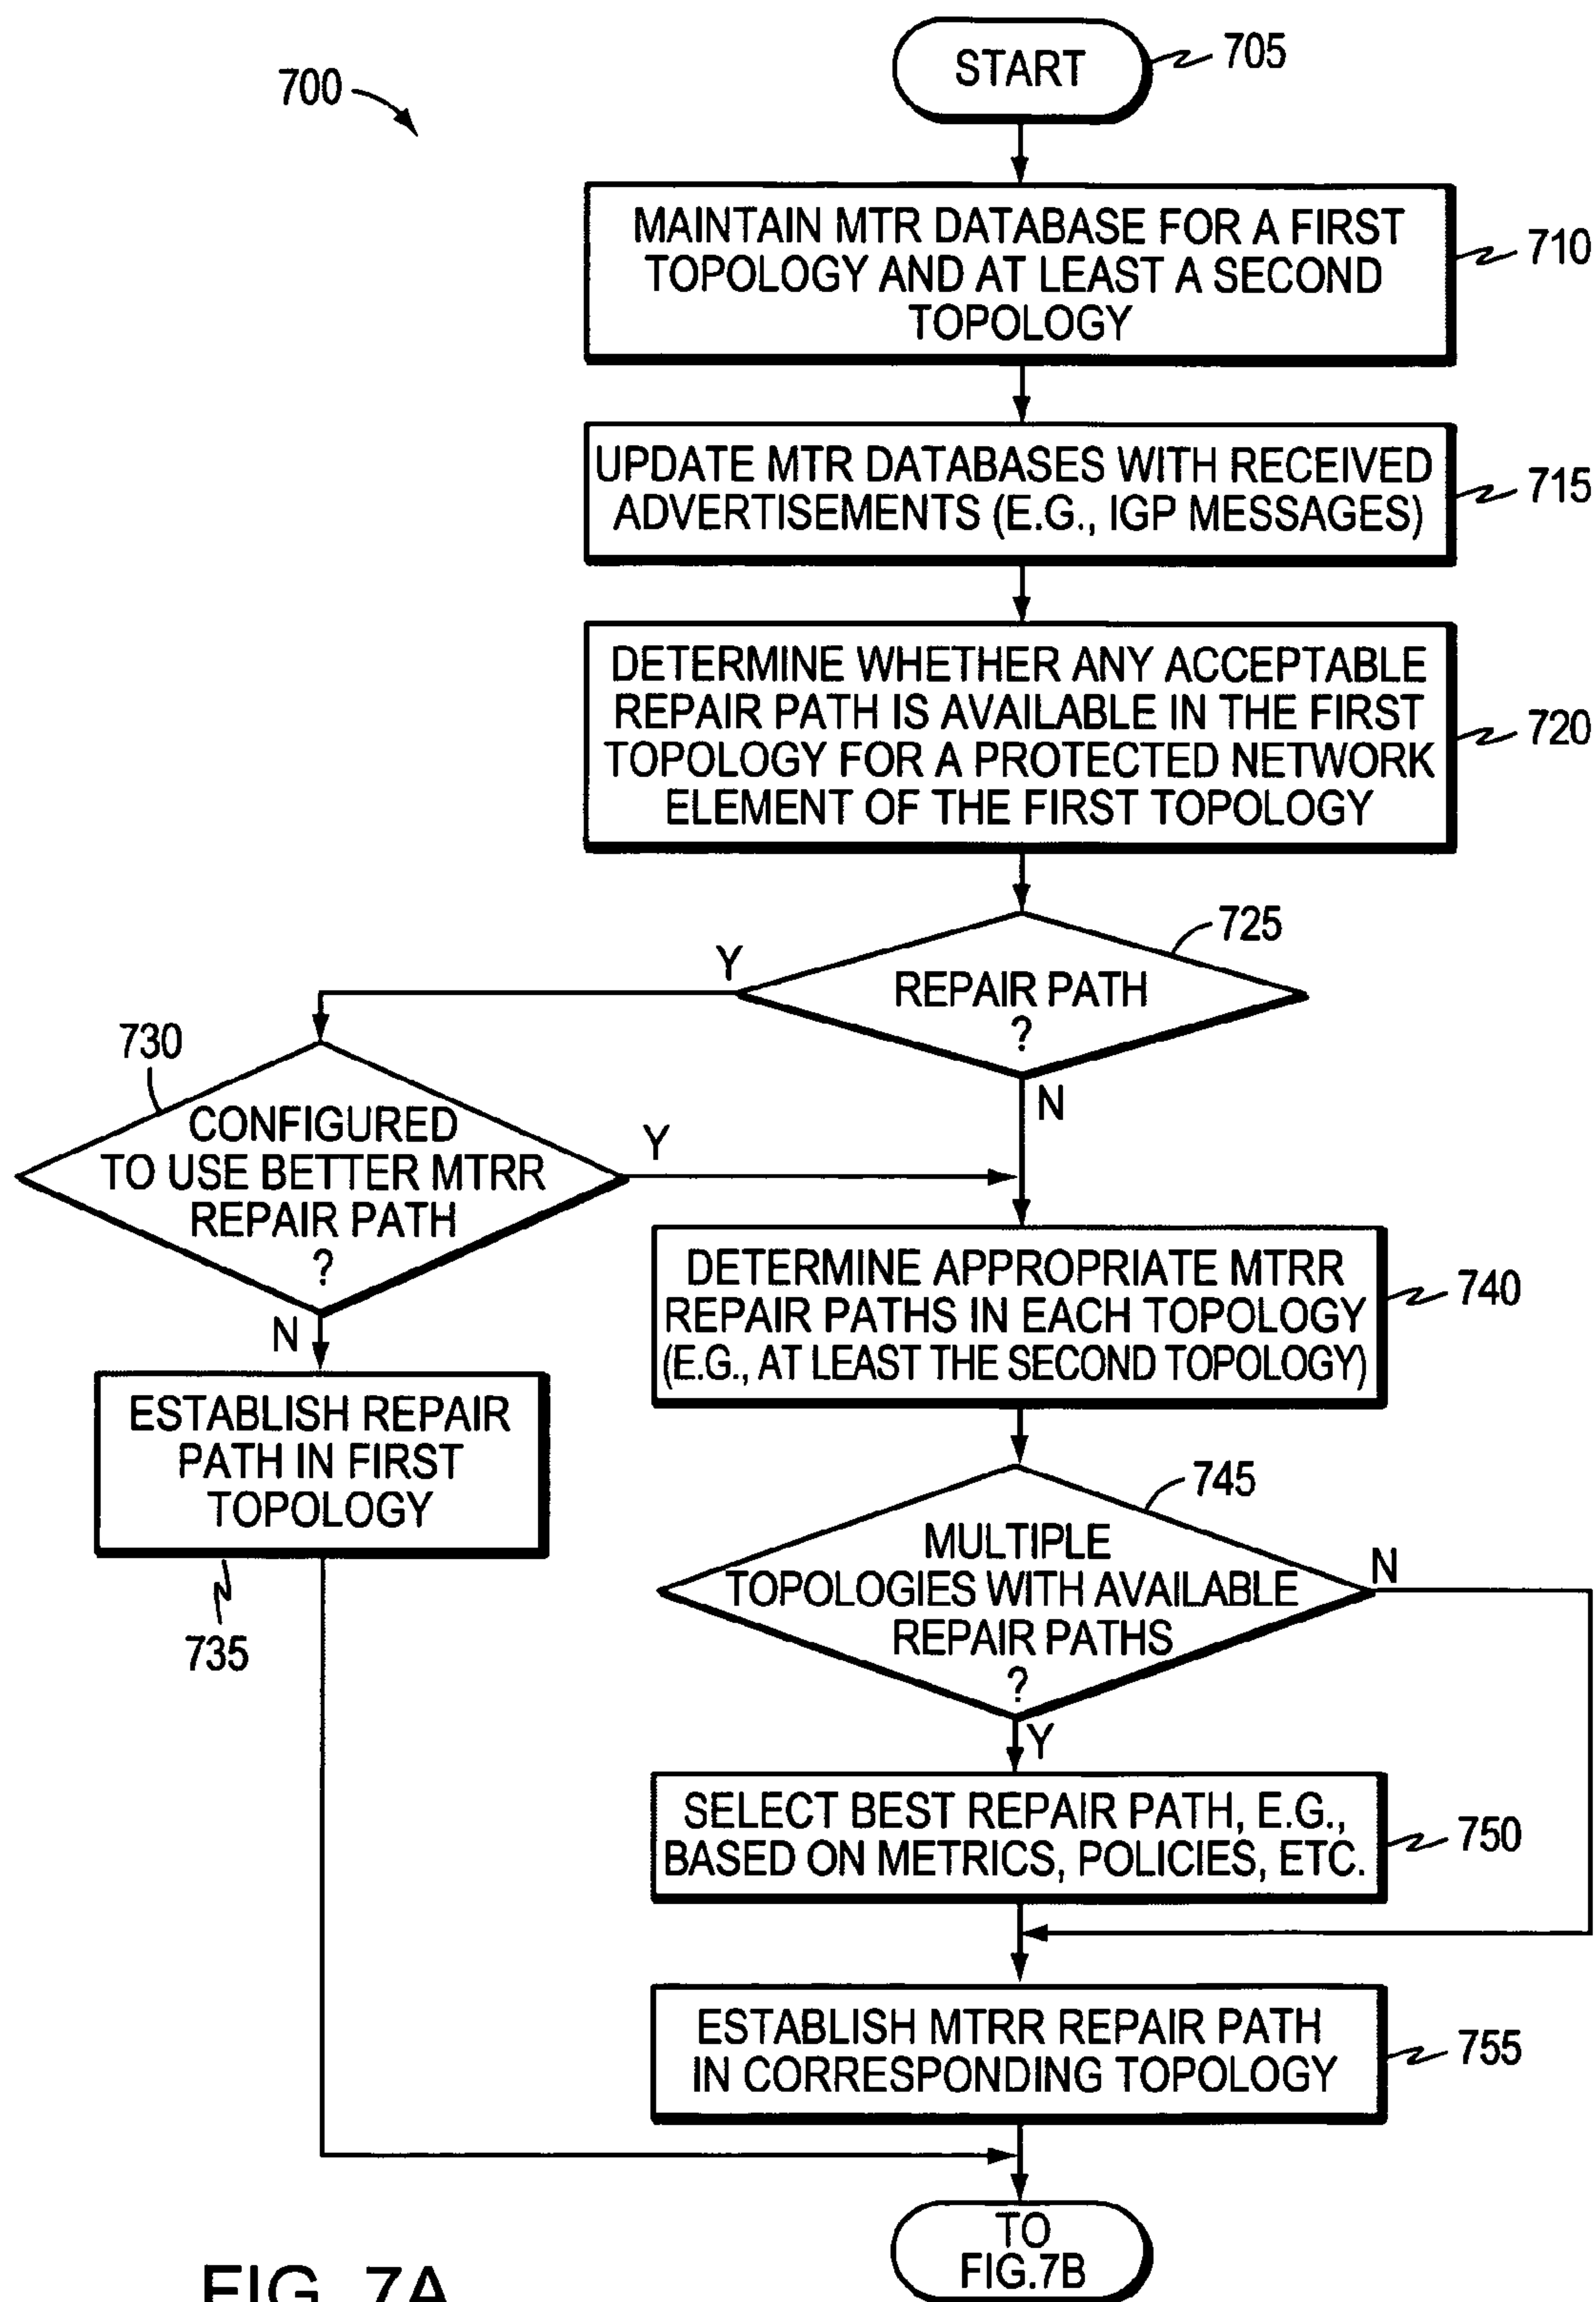 700
START
705
MAINTAIN MTR DATABASE FOR A FIRST
TOPOLOGY AND AT LEAST A SECOND
TOPOLOGY
710
UPDATE MTR DATABASES WITH RECEIVED
ADVERTISEMENTS (E.G., IGP MESSAGES)
715
DETERMINE WHETHER ANY ACCEPTABLE
REPAIR PATH IS AVAILABLE IN THE FIRST
TOPOLOGY FOR A PROTECTED NETWORK
ELEMENT OF THE FIRST TOPOLOGY
720
725
REPAIR PATH
?
Y
N
730
CONFIGURED
TO USE BETTER MTRR
REPAIR PATH
?
Y
N
ESTABLISH REPAIR
PATH IN FIRST
TOPOLOGY
735
DETERMINE APPROPRIATE MTRR
REPAIR PATHS IN EACH TOPOLOGY
(E.G., AT LEAST THE SECOND TOPOLOGY)
740
745
MULTIPLE
TOPOLOGIES WITH AVAILABLE
REPAIR PATHS
?
N
Y
SELECT BEST REPAIR PATH, E.G.,
BASED ON METRICS, POLICIES, ETC.
750
ESTABLISH MTRR REPAIR PATH
IN CORRESPONDING TOPOLOGY
755
TO
FIG.7B
FIG. 7A